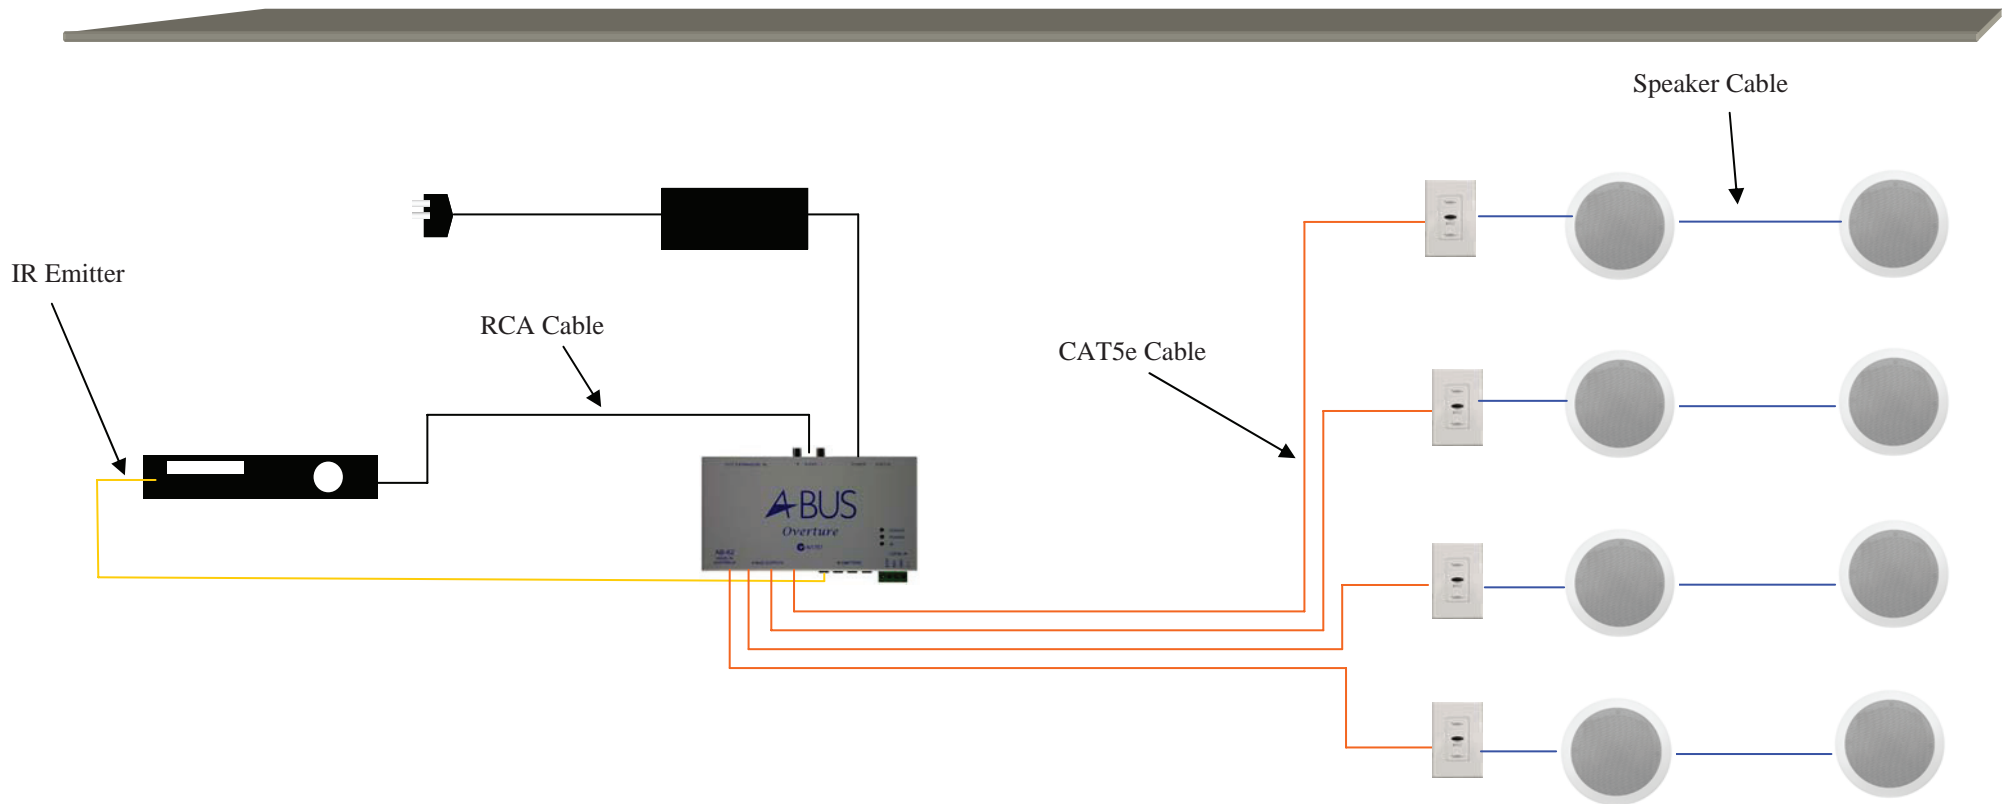 Speaker Cable
IR Emitter
RCA Cable
CAT5e Cable
A-BUS
Overture